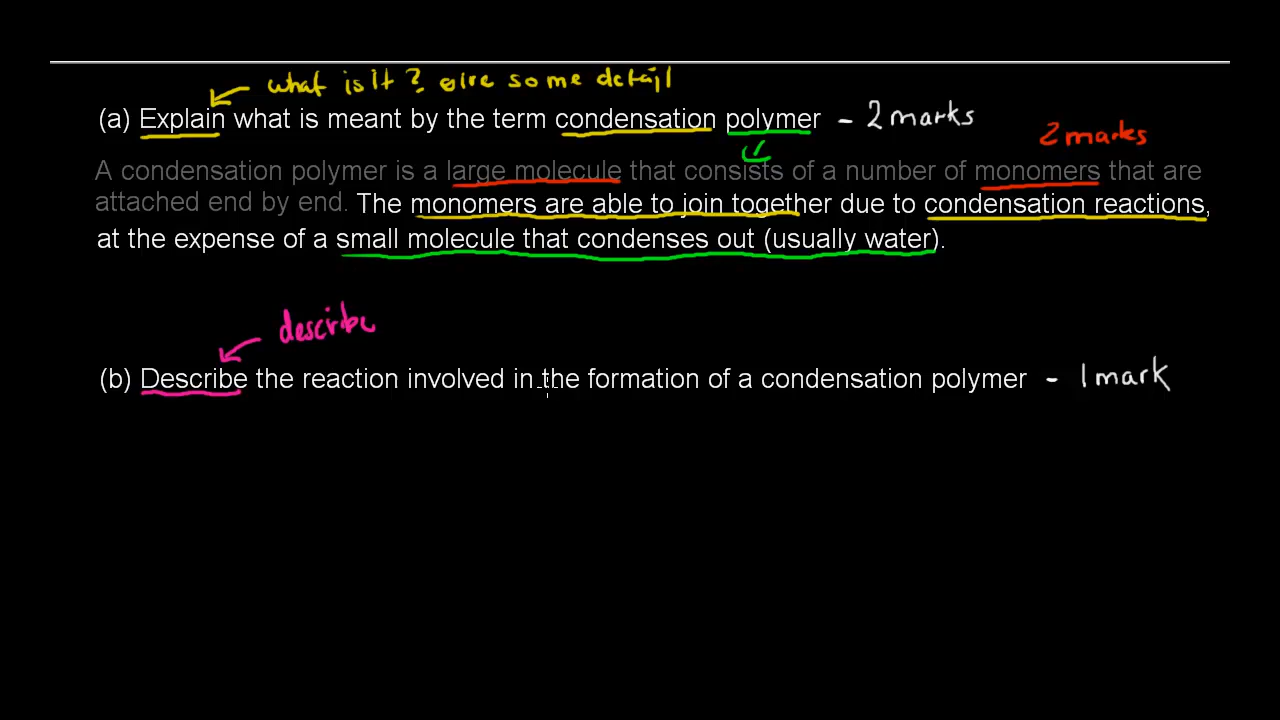 what is it? Give some detail
(a) Explain what is meant by the term condensation polymer - 2 marks
2 marks
A condensation polymer is a large molecule that consists of a number of monomers that are
attached end by end. The monomers are able to join together due to condensation reactions,
at the expense of a small molecule that condenses out (usually water).
describe
(b) Describe the reaction involved in the formation of a condensation polymer - 1 mark